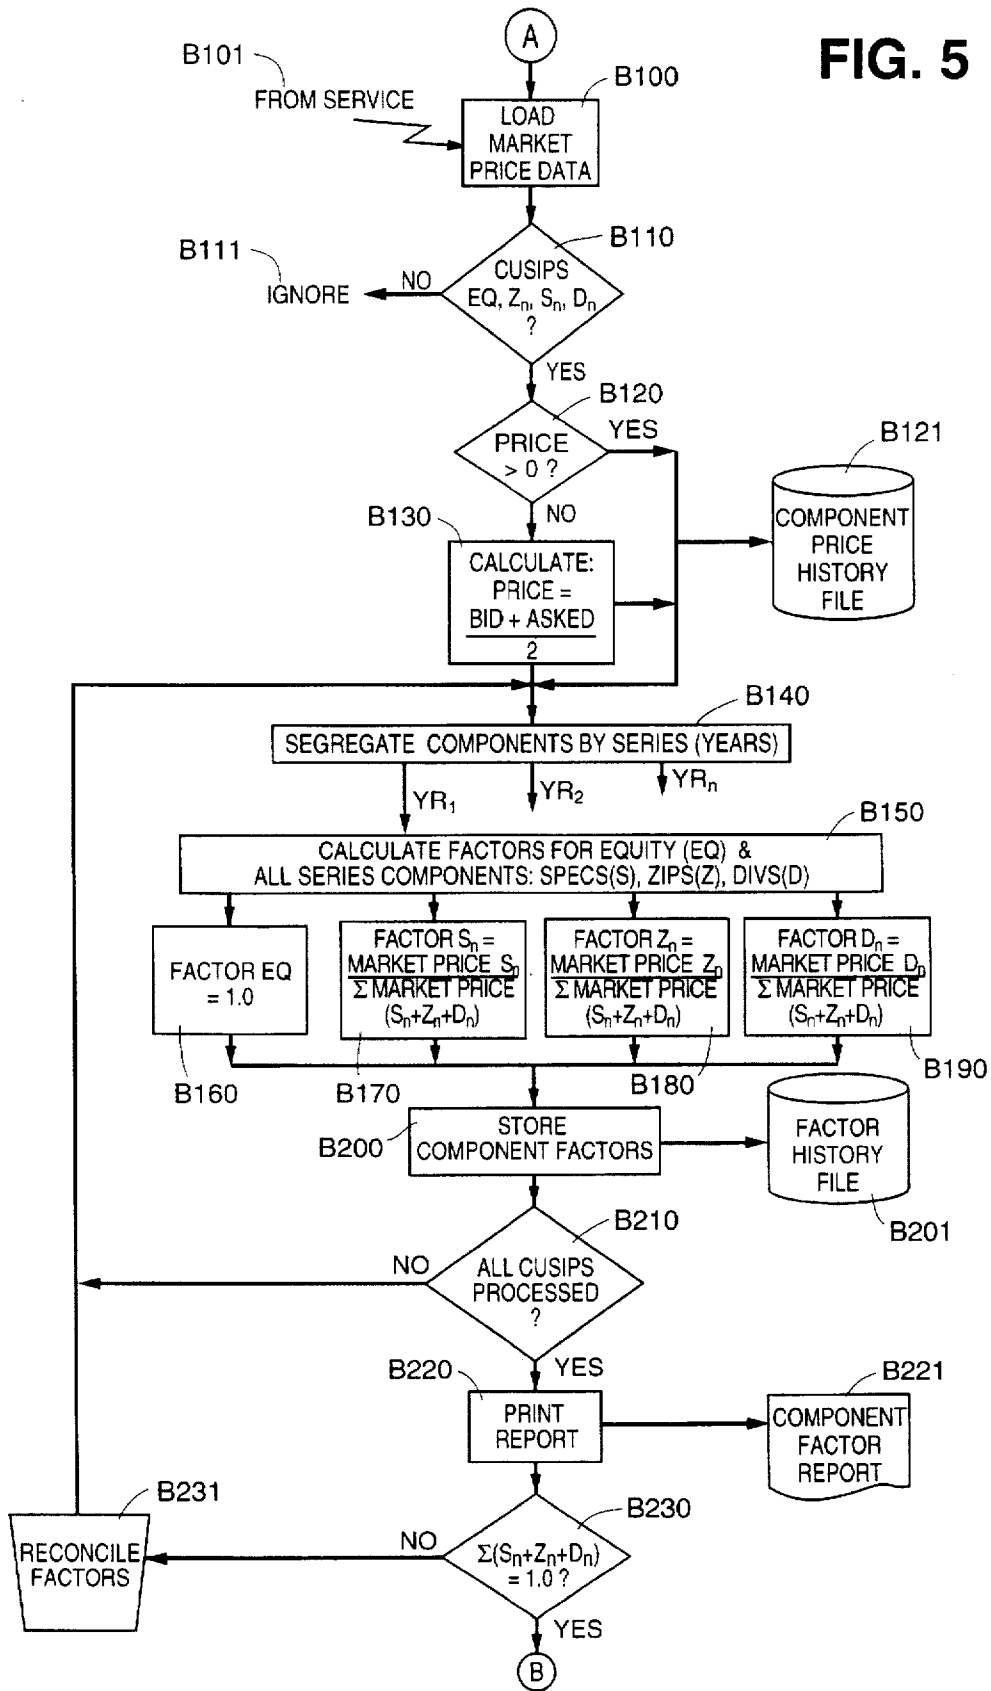 A
FIG. 5
B101
FROM SERVICE
B100
LOAD
MARKET
PRICE DATA
B110
B111
IGNORE
NO
CUSIPS
EQ, Zn, Sn, Dn
?
YES
B120
PRICE
> 0 ?
YES
NO
B121
COMPONENT
PRICE
HISTORY
FILE
B130
CALCULATE:
PRICE =
BID + ASKED
2
B140
SEGREGATE COMPONENTS BY SERIES (YEARS)
YR1
YR2
YRn
B150
CALCULATE FACTORS FOR EQUITY (EQ) &
ALL SERIES COMPONENTS: SPECS(S), ZIPS(Z), DIVS(D)
FACTOR EQ
= 1.0
B160
FACTOR Sn =
MARKET PRICE Sn
Σ MARKET PRICE
(Sn+Zn+Dn)
B170
FACTOR Zn =
MARKET PRICE Zn
Σ MARKET PRICE
(Sn+Zn+Dn)
B180
FACTOR Dn =
MARKET PRICE Dn
Σ MARKET PRICE
(Sn+Zn+Dn)
B190
B200
STORE
COMPONENT FACTORS
FACTOR
HISTORY
FILE
B201
B210
ALL CUSIPS
PROCESSED
?
NO
YES
B220
PRINT
REPORT
B221
COMPONENT
FACTOR
REPORT
B230
Σ(Sn+Zn+Dn)
= 1.0 ?
NO
B231
RECONCILE
FACTORS
YES
B